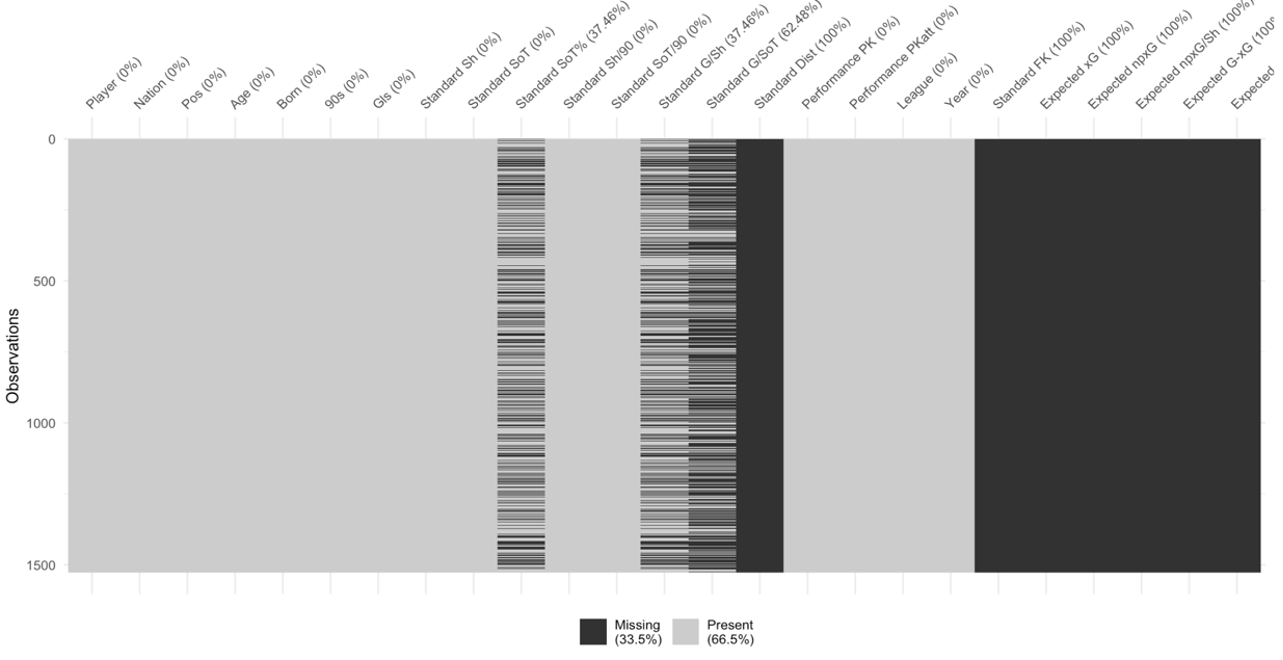 Player (0%)
Nation (0%)
Pos (0%)
Age (0%)
Born (0%)
90s (0%)
Gls (0%)
Standard Sh (0%)
Standard SoT (0%)
Standard SoT% (37.46%)
Standard Sh/90 (0%)
Standard SoT/90 (0%)
Standard G/Sh (37.46%)
Standard G/SoT (62.48%)
Standard Dist (100%)
Performance PK (0%)
Performance PKatt (0%)
League (0%)
Year (0%)
Standard FK (100%)
Expected xG (100%)
Expected npxG (100%)
Expected npxG/Sh (100%)
Expected G-xG (100%
Expected
0
500
1000
1500
Observations
Missing
(33.5%)
Present
(66.5%)